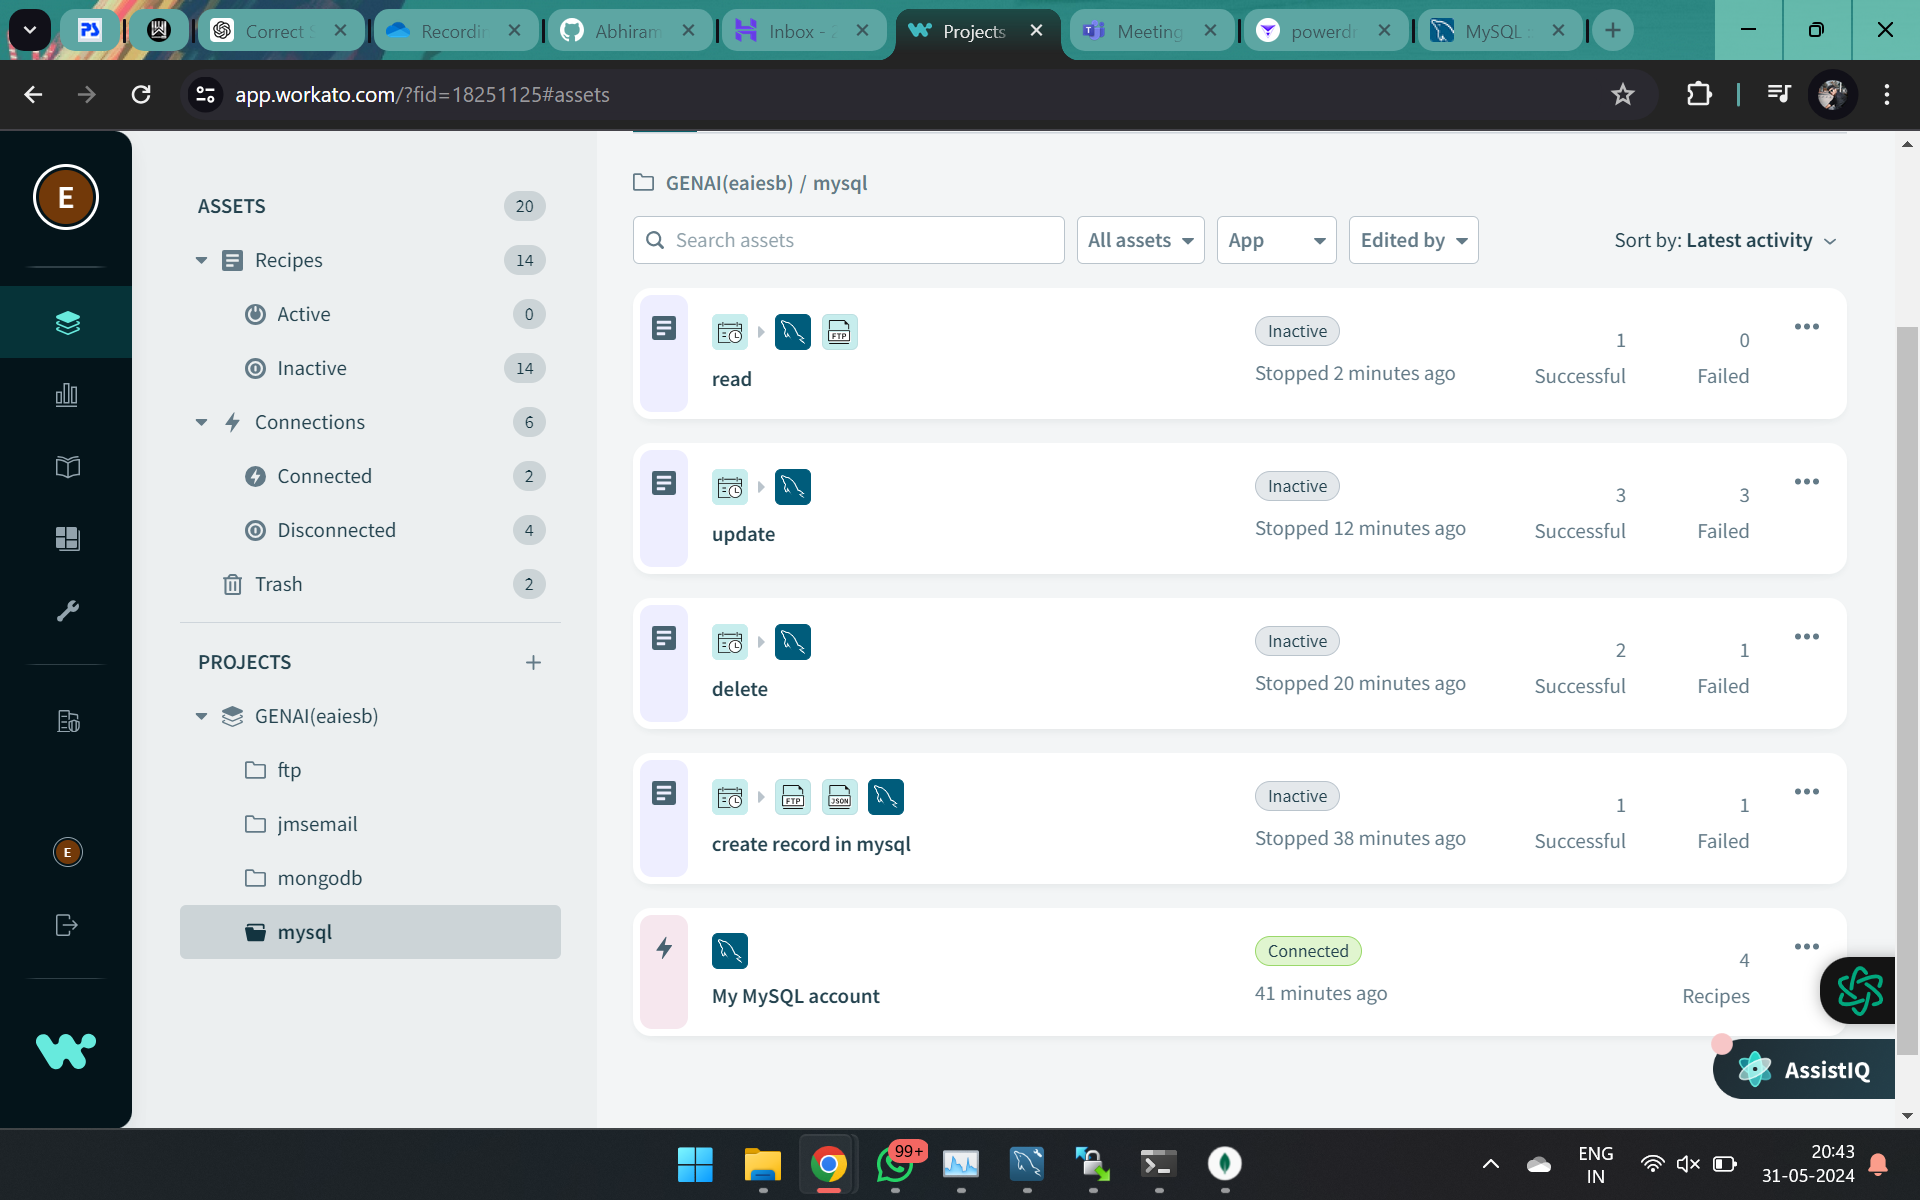 Correct S
Recordin
Abhiram
Inbox - 2
Projects
Meeting
powerdr
MySQL :
app.workato.com/?fid=18251125#assets
E
ASSETS 20
Recipes 14
Active 0
Inactive 14
Connections 6
Connected 2
Disconnected 4
Trash 2
PROJECTS
GENAI(eaiesb)
ftp
jmsemail
mongodb
mysql
E
GENAI(eaiesb) / mysql
Search assets
All assets
App
Edited by
Sort by: Latest activity
FTP
read
Inactive
Stopped 2 minutes ago
1 Successful
0 Failed
update
Inactive
Stopped 12 minutes ago
3 Successful
3 Failed
delete
Inactive
Stopped 20 minutes ago
2 Successful
1 Failed
FTP JSON
create record in mysql
Inactive
Stopped 38 minutes ago
1 Successful
1 Failed
My MySQL account
Connected
41 minutes ago
4 Recipes
AssistIQ
99+
ENG
IN
20:43
31-05-2024